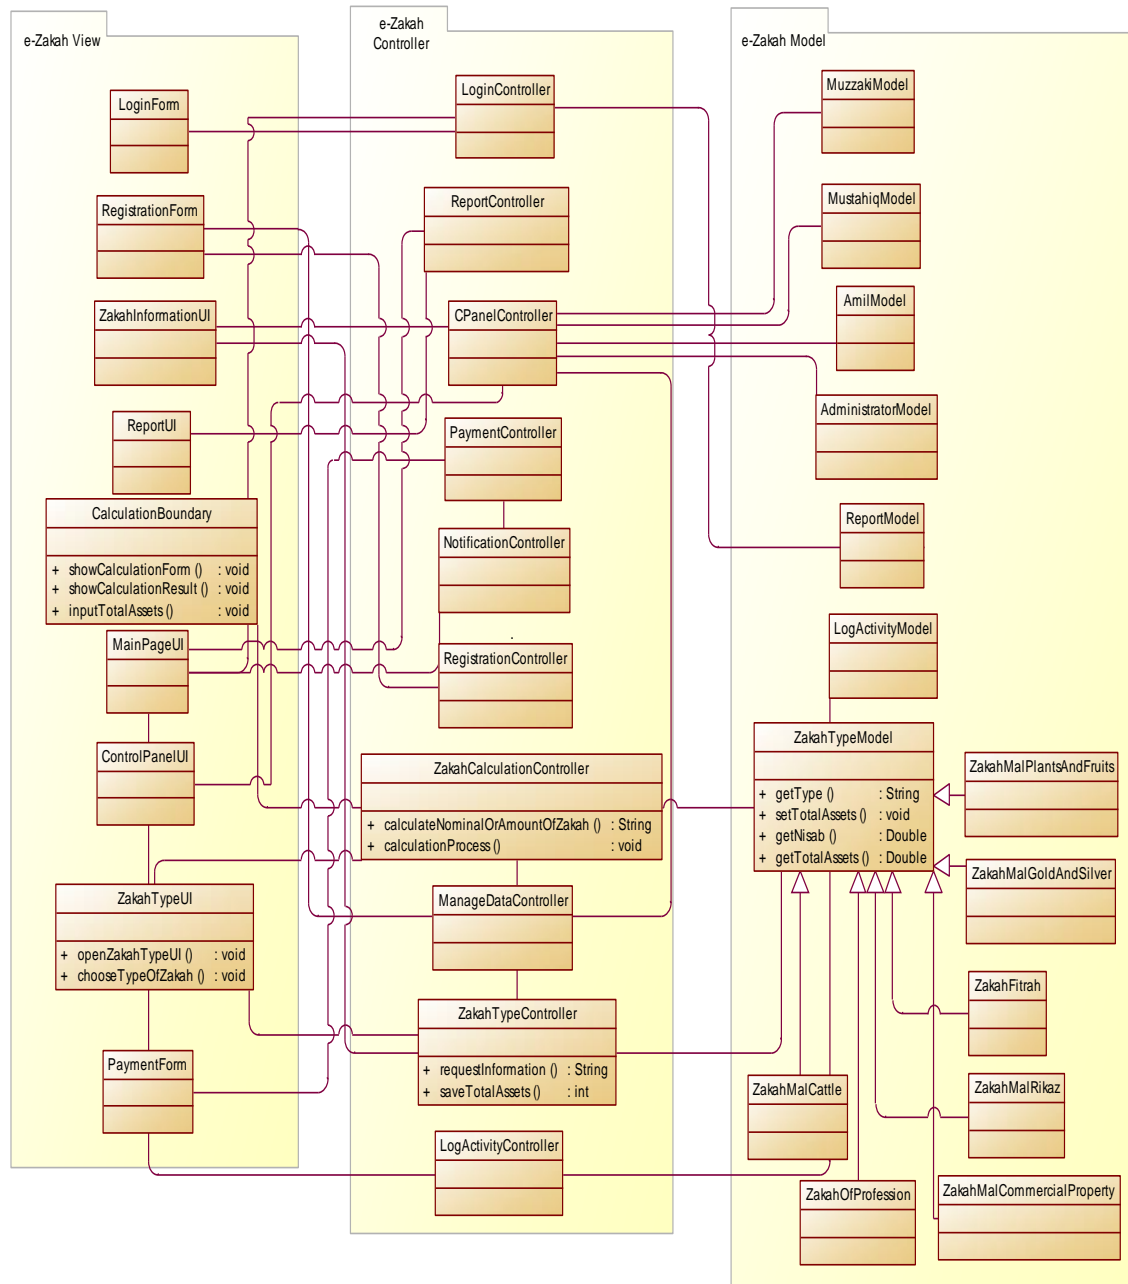 e-Zakah View
LoginForm
RegistrationForm
ZakahInformationUI
ReportUI
CalculationBoundary
+ showCalculationForm () : void
+ showCalculationResult () : void
+ inputTotalAssets () : void
MainPageUI
ControlPanelUI
ZakahTypeUI
+ openZakahTypeUI () : void
+ chooseTypeOfZakah () : void
PaymentForm
e-Zakah
Controller
LoginController
ReportController
CPanelController
PaymentController
NotificationController
RegistrationController
ZakahCalculationController
+ calculateNominalOrAmountOfZakah () : String
+ calculationProcess () : void
ManageDataController
ZakahTypeController
+ requestInformation () : String
+ saveTotalAssets () : int
LogActivityController
e-Zakah Model
MuzzakiModel
MustahiqModel
AmilModel
AdministratorModel
ReportModel
LogActivityModel
ZakahTypeModel
+ getType () : String
+ setTotalAssets () : void
+ getNisab () : Double
+ getTotalAssets () : Double
ZakahMalPlantsAndFruits
ZakahMalGoldAndSilver
ZakahFitrah
ZakahMalRikaz
ZakahMalCattle
ZakahOfProfession
ZakahMalCommercialProperty